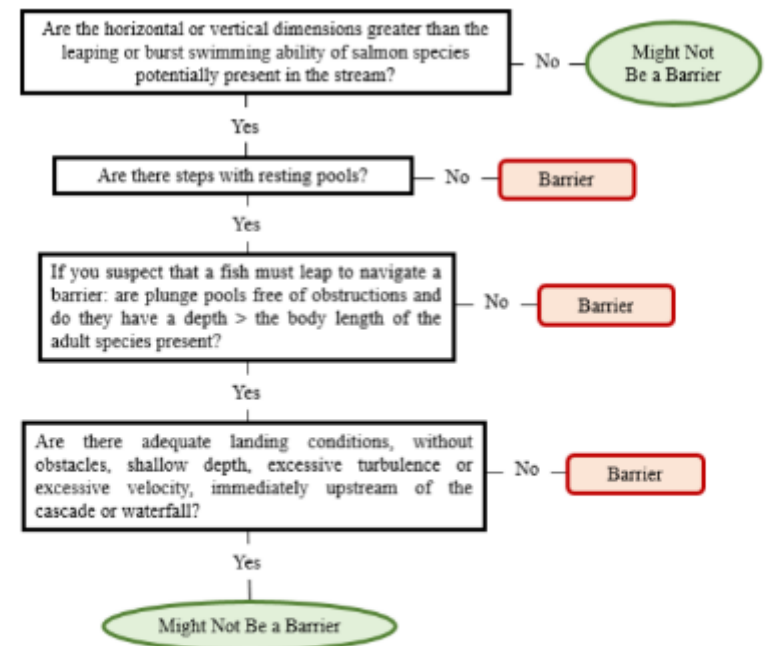 Are the horizontal or vertical dimensions greater than the
leaping or burst swimming ability of salmon species
potentially present in the stream?
No
Might Not
Be a Barrier
Yes
Are there steps with resting pools?
No
Barrier
Yes
If you suspect that a fish must leap to navigate a
barrier: are plunge pools free of obstructions and
do they have a depth > the body length of the
adult species present?
No
Barrier
Yes
Are there adequate landing conditions, without
obstacles, shallow depth, excessive turbulence or
excessive velocity, immediately upstream of the
cascade or waterfall?
No
Barrier
Yes
Might Not Be a Barrier